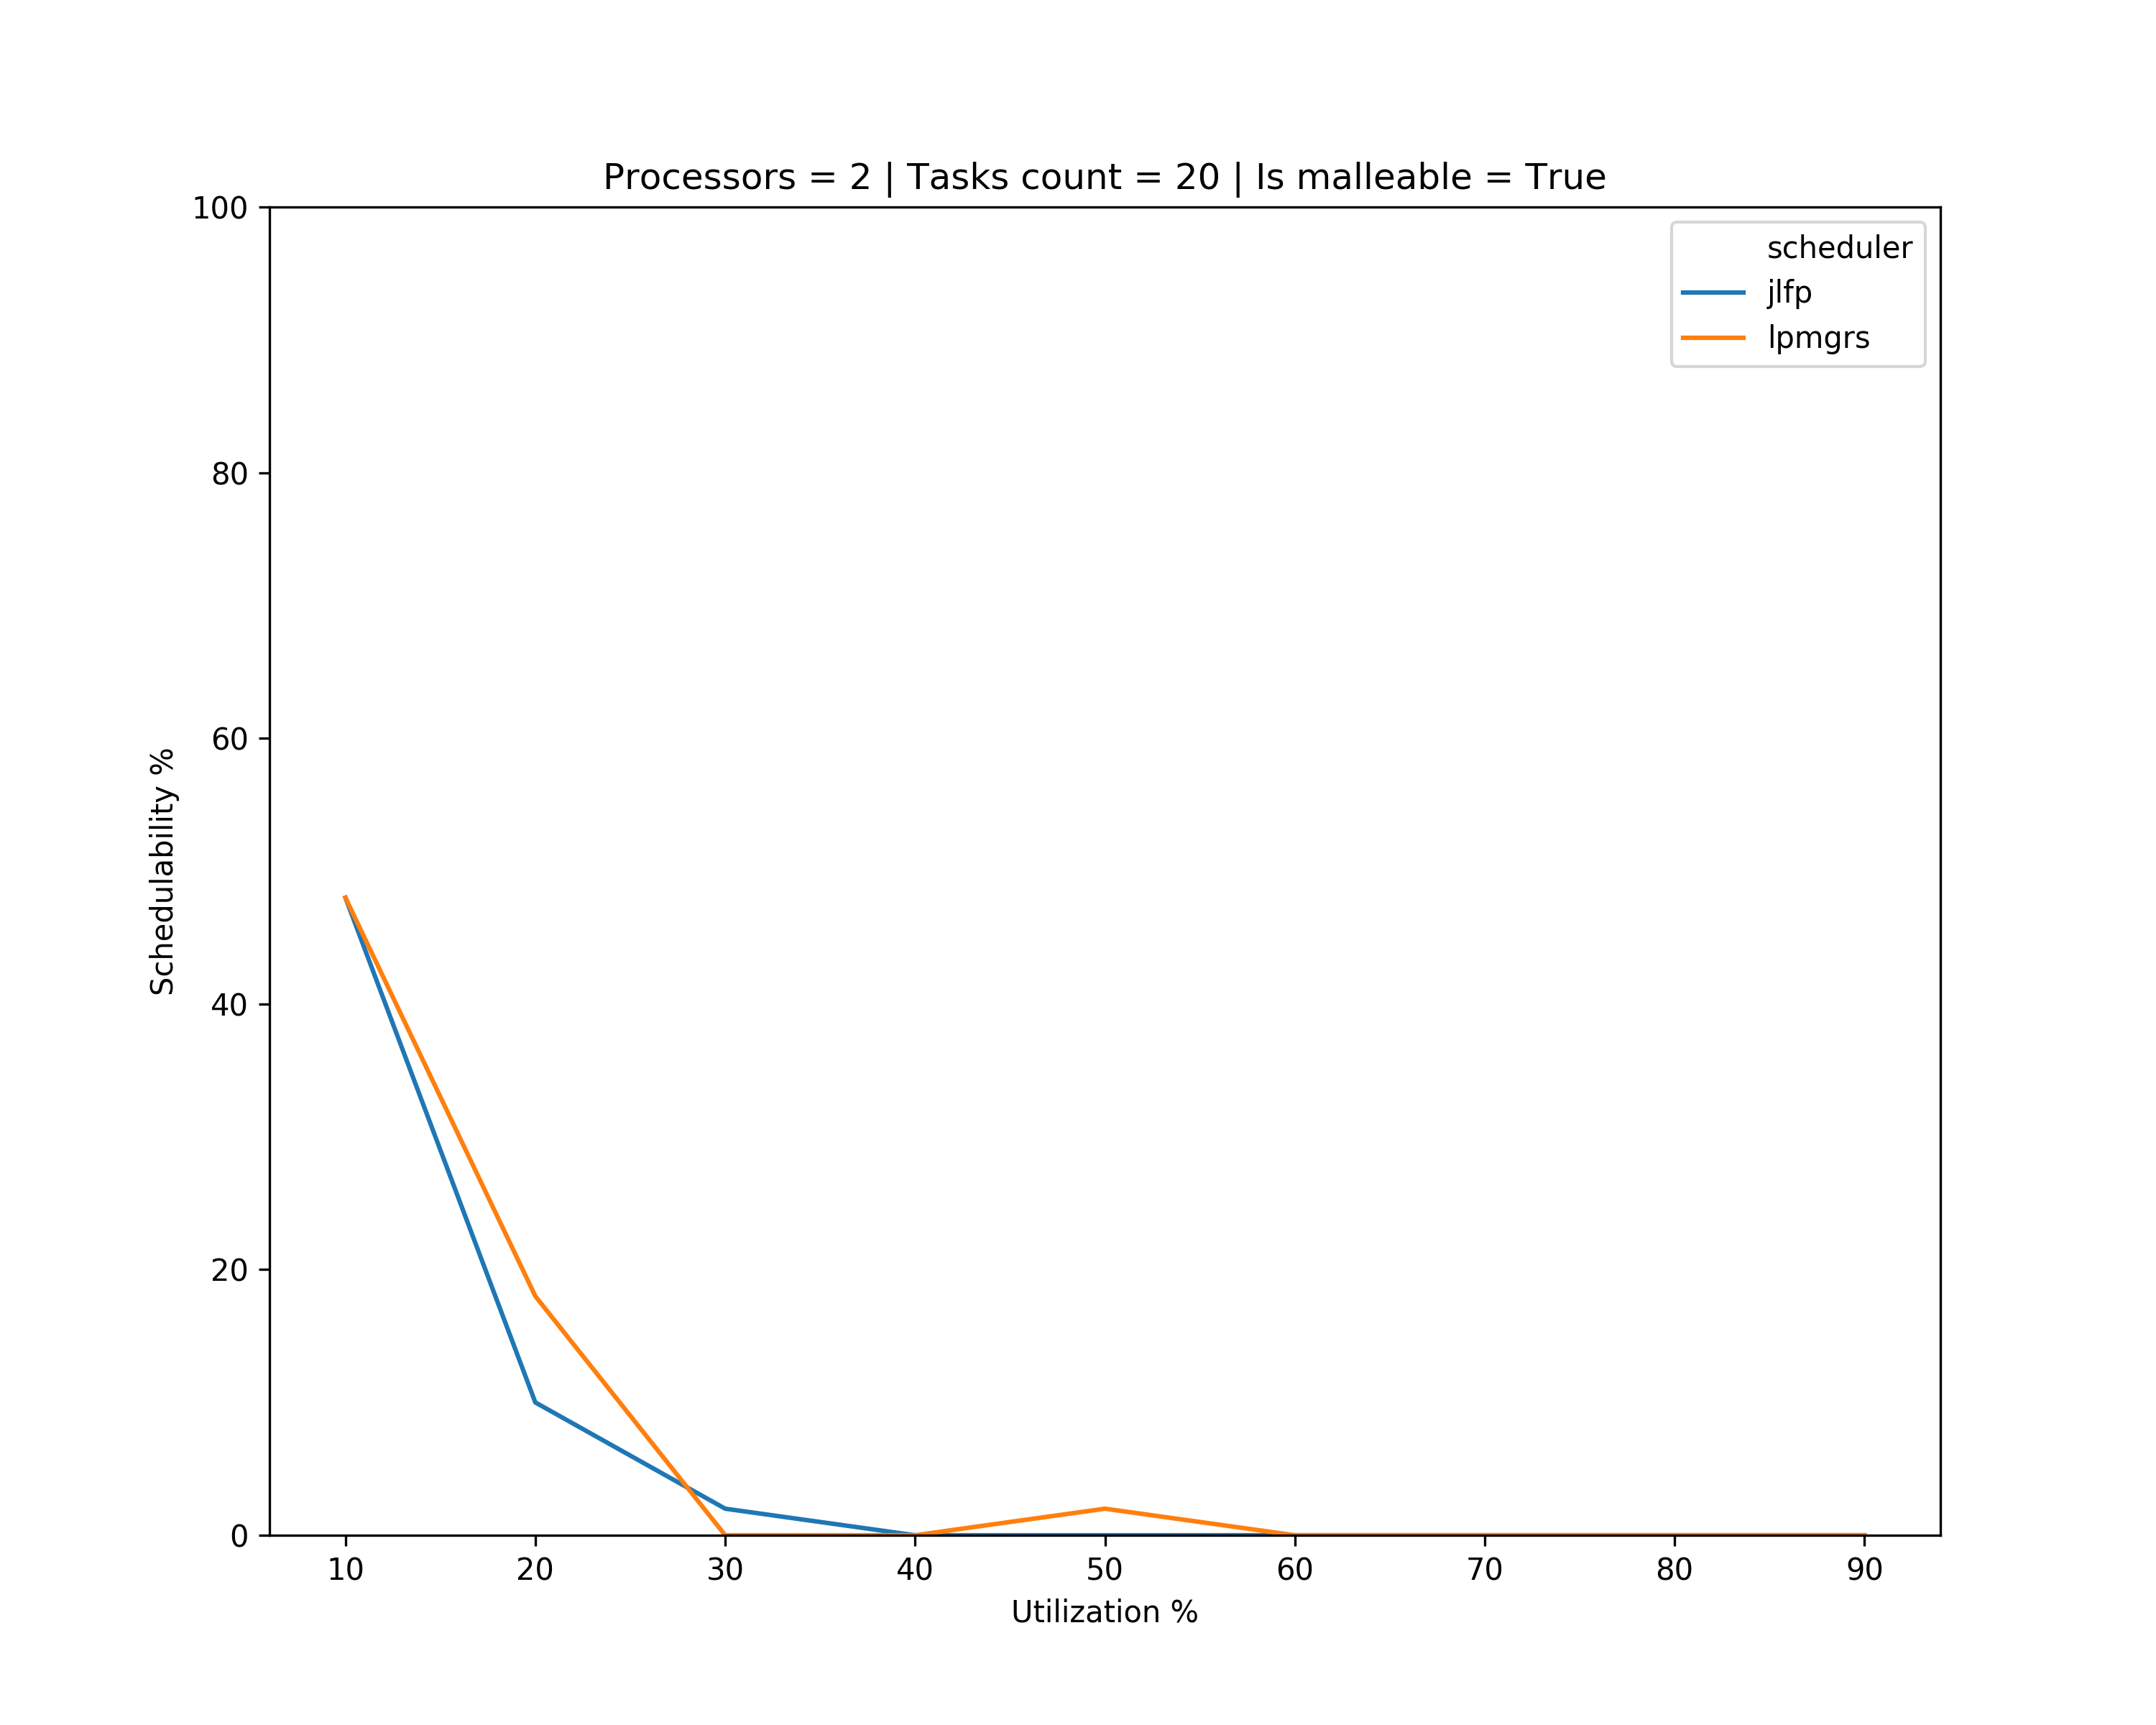 Processors = 2 | Tasks count = 20 | Is malleable = True
100
80
60
40
20
0
Schedulability %
scheduler
jlfp
lpmgrs
10 20 30 40 50 60 70 80 90
Utilization %